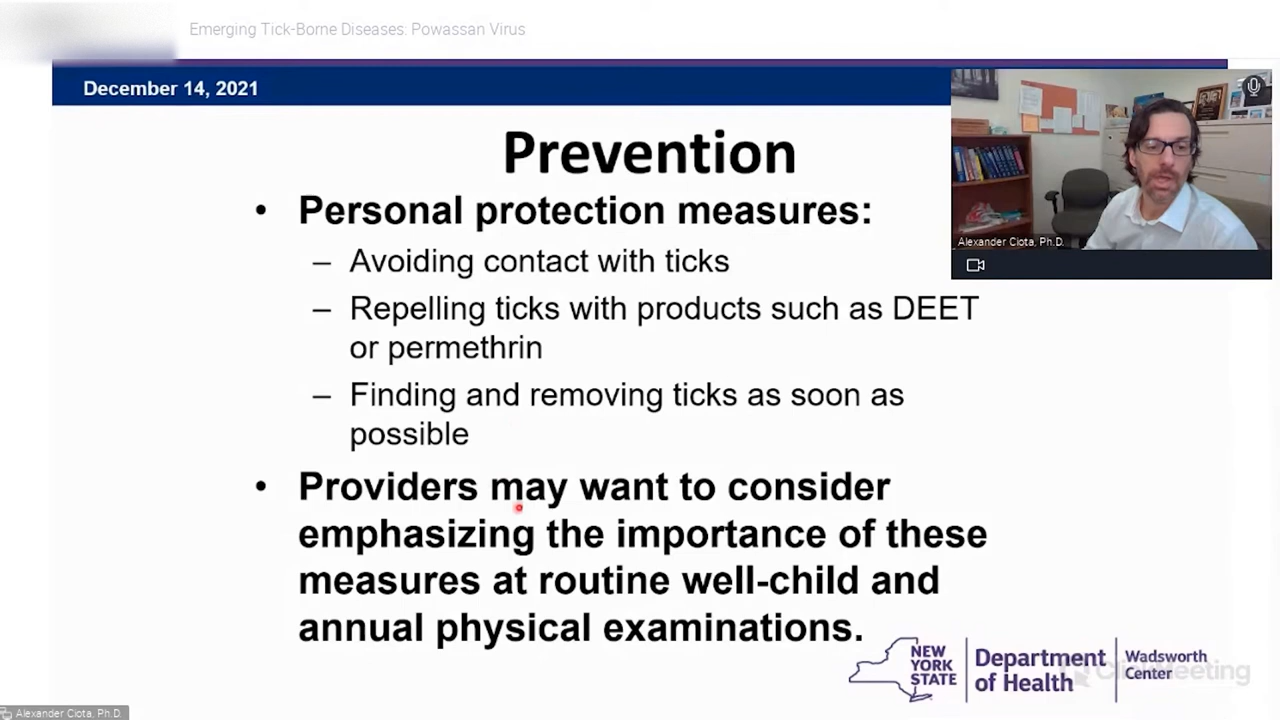 Emerging Tick-Borne Diseases: Powassan Virus
December 14, 2021
Prevention
• Personal protection measures:
– Avoiding contact with ticks
– Repelling ticks with products such as DEET
or permethrin
– Finding and removing ticks as soon as
possible
• Providers may want to consider
emphasizing the importance of these
measures at routine well-child and
annual physical examinations.
Alexander Ciota, Ph.D.
NEW
YORK
STATE
Department
of Health
Wadsworth
Center
ClickMeeting
Alexander Ciota, Ph.D.